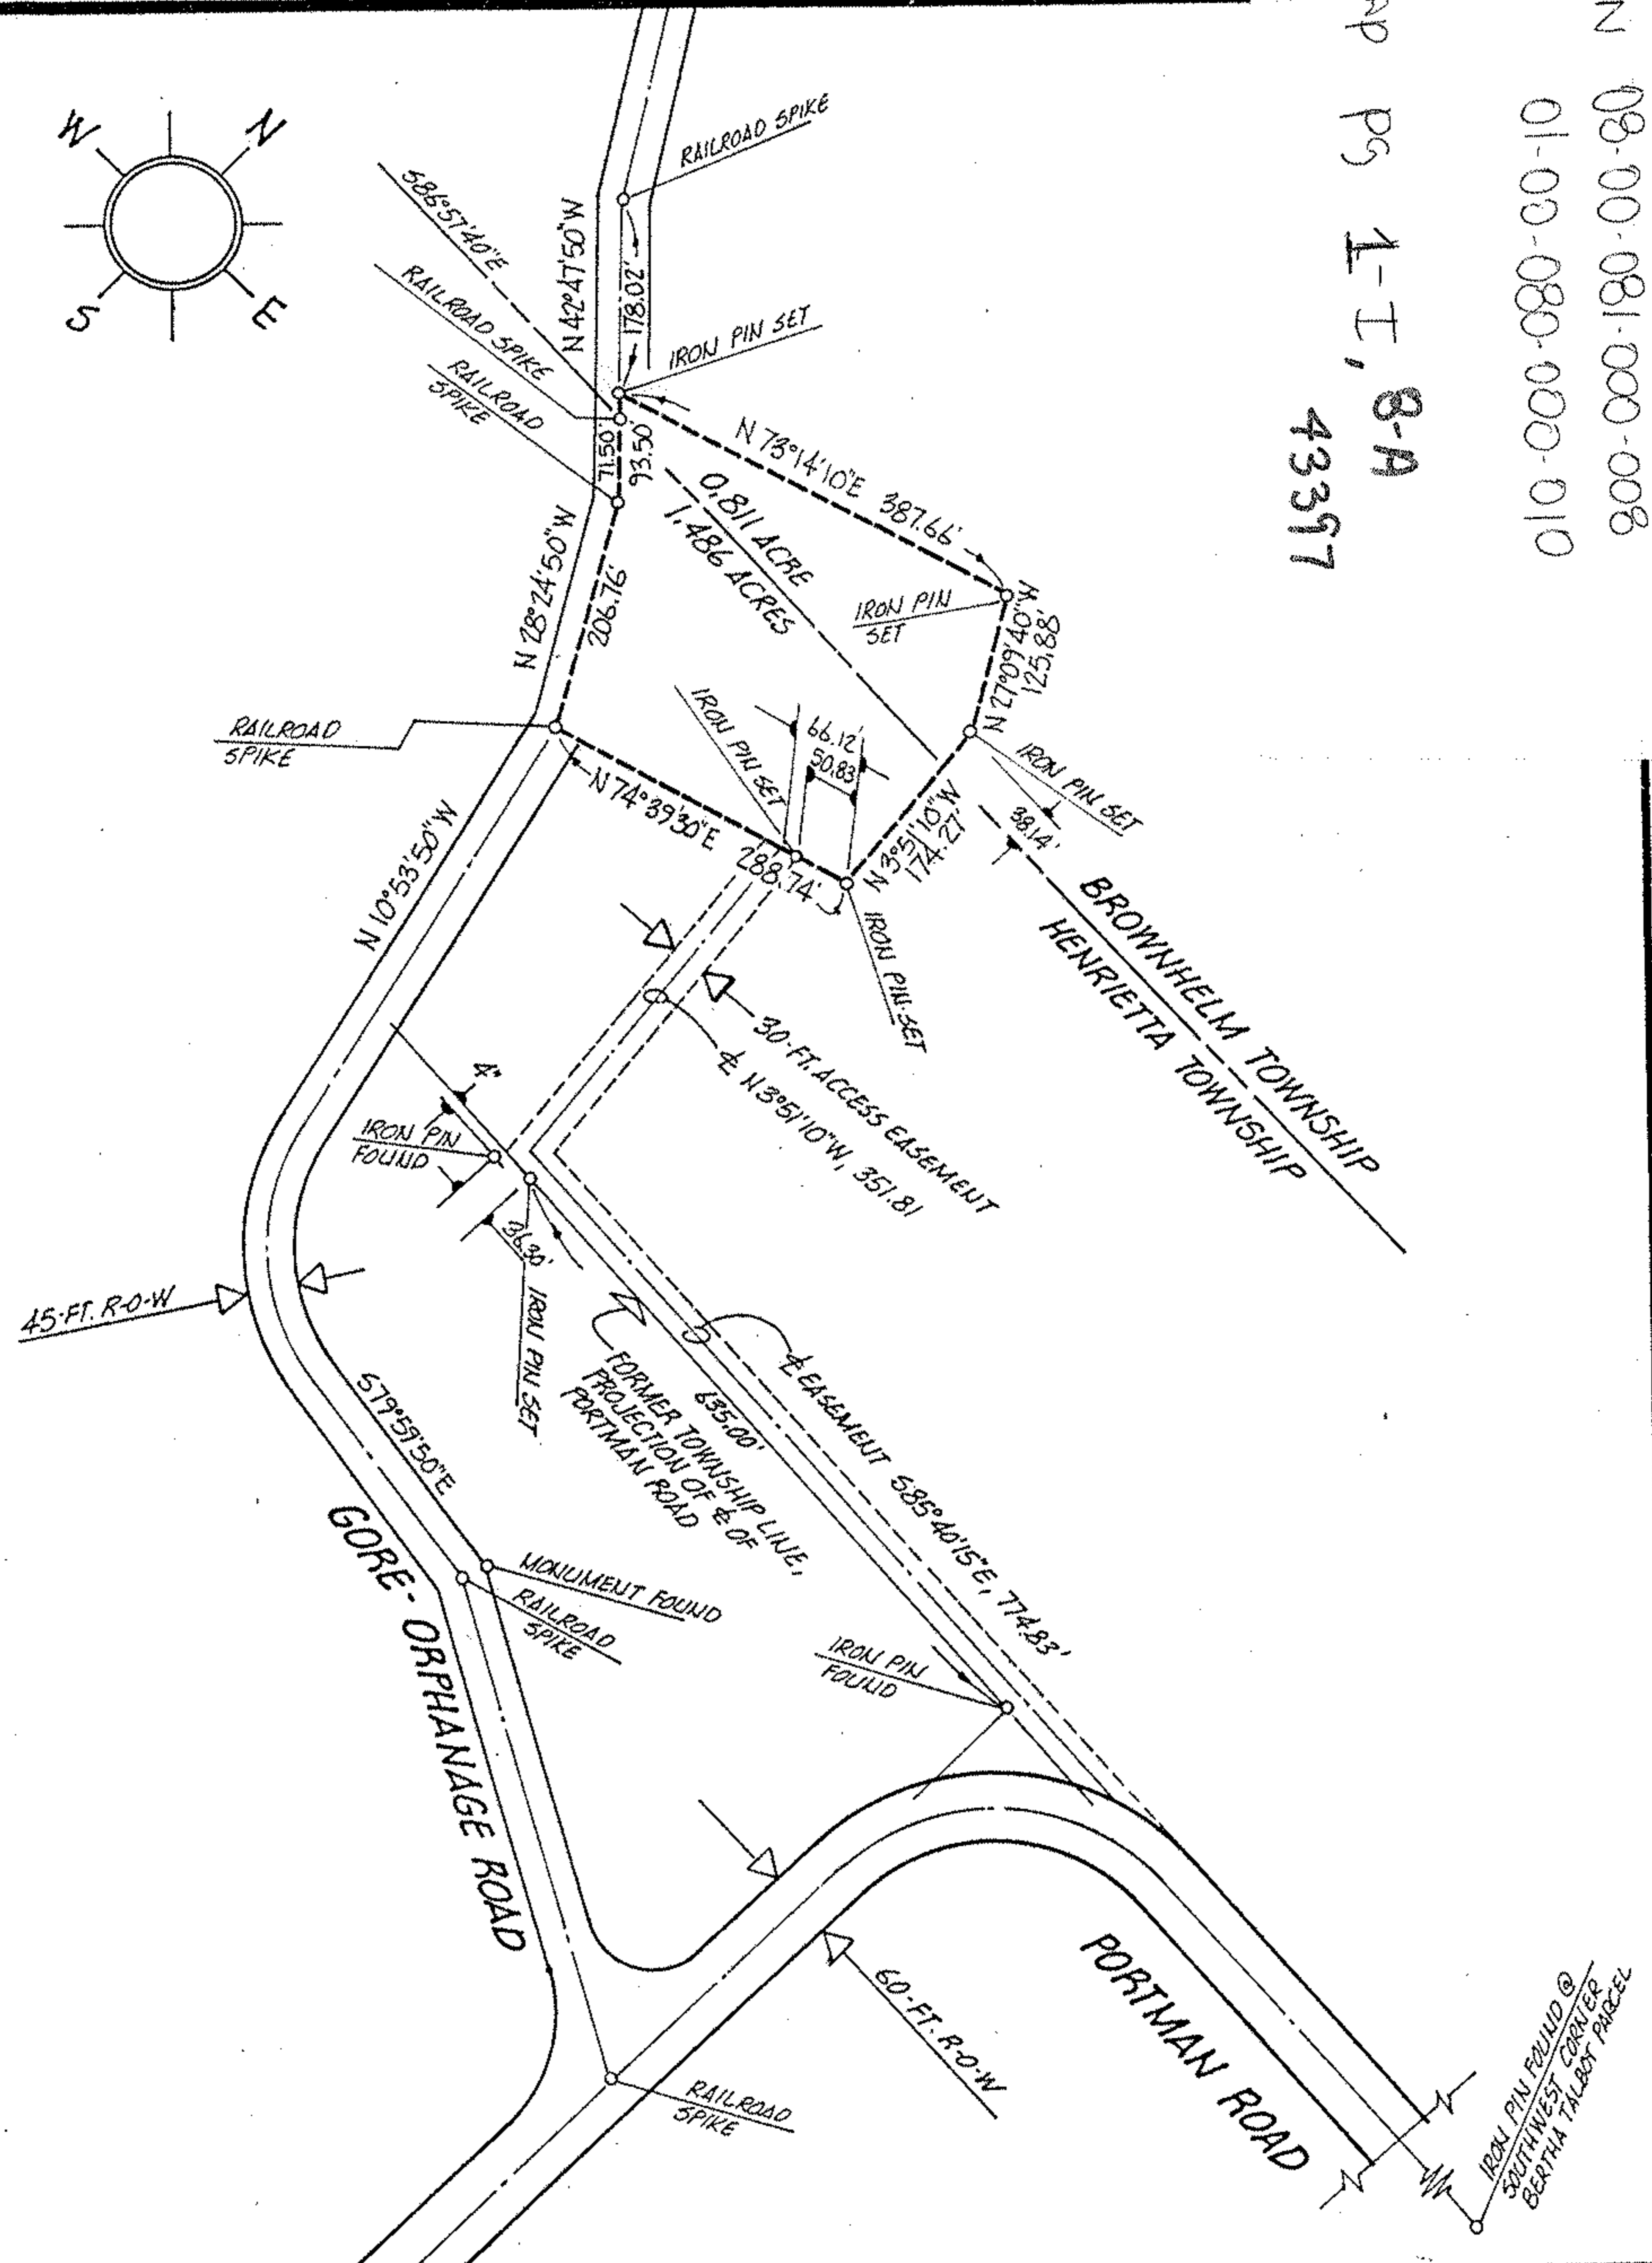 N 08-00-081-000-008
01-00-080-000-010
ap pg 1-I, 8-A
43397
W
N
S
E
RAILROAD SPIKE
S86°57'40"E
N 42°47'50"W
178.02'
RAILROAD SPIKE
IRON PIN SET
RAILROAD
SPIKE
71.50'
93.50'
N 73°14'10"E 387.66'
0.811 ACRE
1.486 ACRES
N 28°24'50"W
206.76'
IRON PIN
SET
N 27°09'40"W
125.88'
RAILROAD
SPIKE
IRON PIN SET
66.12'
50.83
IRON PIN SET
38.14'
N 74°39'30"E
288.74'
N 3°51'10"W
174.27'
IRON PIN SET
BROWNHELM TOWNSHIP
HENRIETTA TOWNSHIP
N 10°53'50"W
30-FT. ACCESS EASEMENT
℄ N3°51'10"W, 351.81
4"
IRON PIN
FOUND
36.30'
IRON PIN SET
45-FT. R-O-W
FORMER TOWNSHIP LINE,
PROJECTION OF ℄ OF
PORTMAN ROAD
635.00'
℄ EASEMENT S85°40'15"E, 774.83'
S79°59'50"E
MONUMENT FOUND
RAILROAD
SPIKE
GORE-ORPHANAGE ROAD
IRON PIN
FOUND
60-FT. R-O-W
PORTMAN ROAD
RAILROAD
SPIKE
IRON PIN FOUND @
SOUTHWEST CORNER
BERTHA TALBOT PARCEL